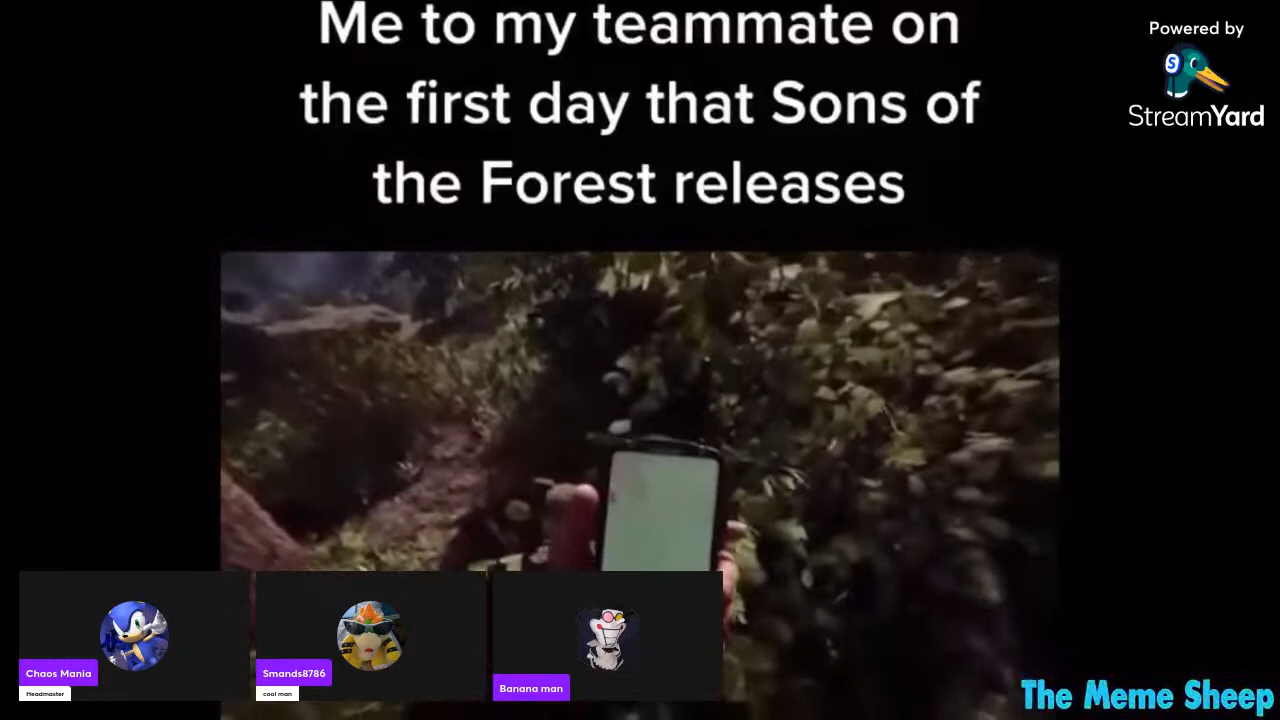 Me to my teammate on
the first day that Sons of
the Forest releases
Powered by
StreamYard
S
Chaos Mania
Headmaster
Smands8786
cool man
Banana man
The Meme Sheep